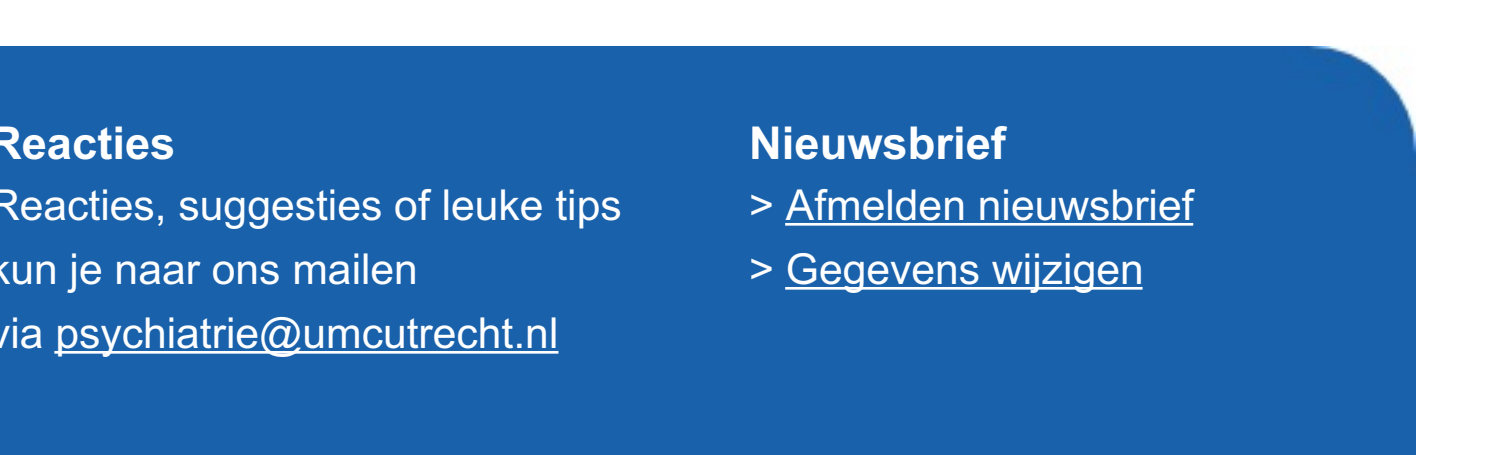 Reacties
Reacties, suggesties of leuke tips
kun je naar ons mailen
via psychiatrie@umcutrecht.nl
Nieuwsbrief
> Afmelden nieuwsbrief
> Gegevens wijzigen